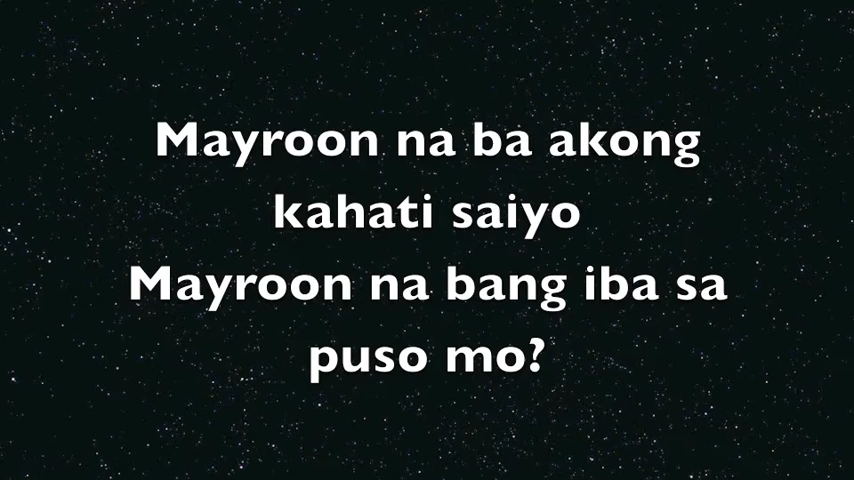 Mayroon na ba akong
kahati saiyo
Mayroon na bang iba sa
puso mo?